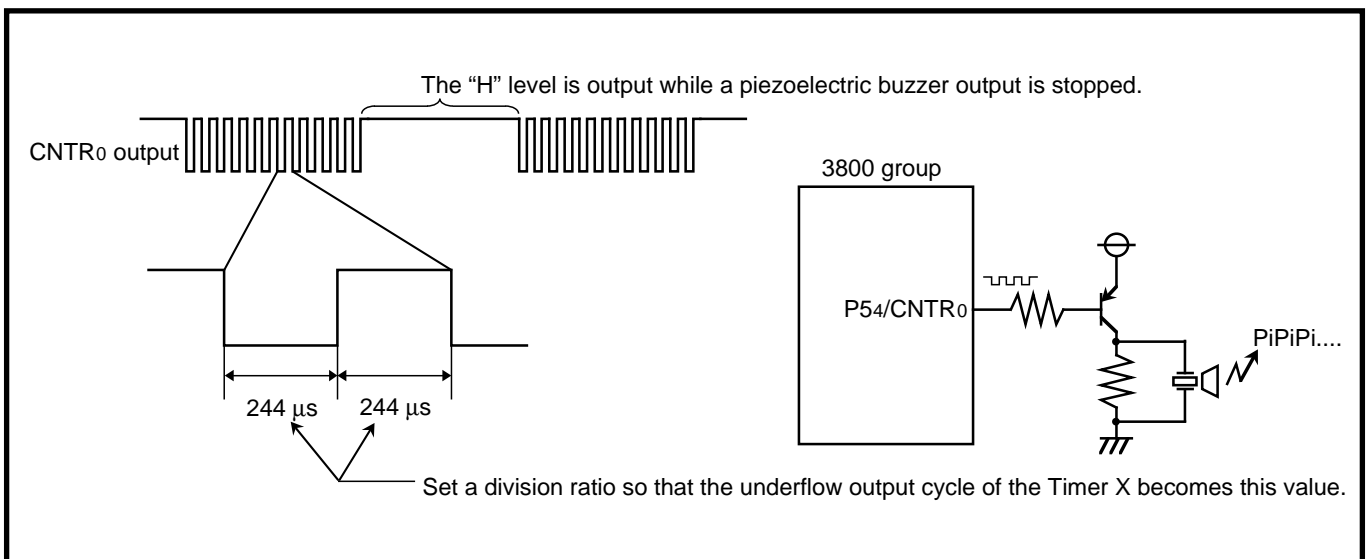 The “H” level is output while a piezoelectric buzzer output is stopped.
CNTR0 output
3800 group
P54/CNTR0
PiPiPi....
244 μs 244 μs
Set a division ratio so that the underflow output cycle of the Timer X becomes this value.